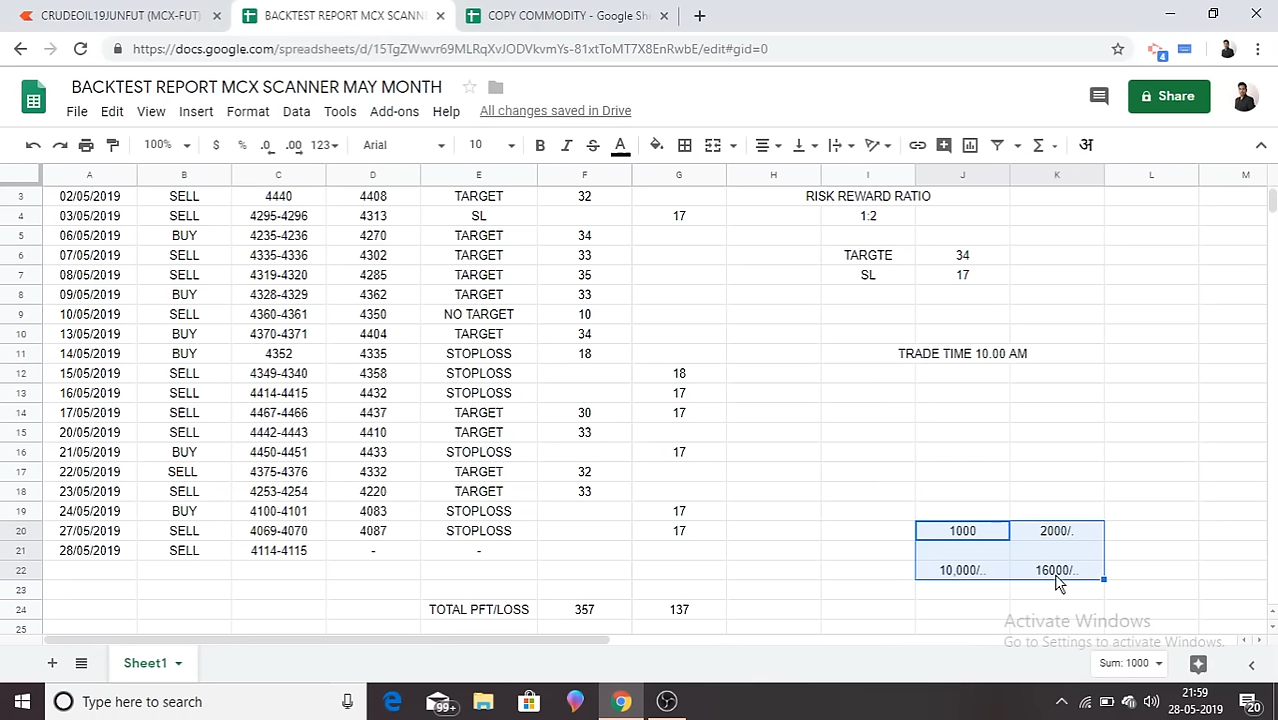 CRUDEOIL19JUNFUT (MCX-FUT)
BACKTEST REPORT MCX SCANN
COPY COMMODITY - Google She
https://docs.google.com/spreadsheets/d/15TgZWwvr69MLRqXvJODVkvmYs-81xtToMT7X8EnRwbE/edit#gid=0
4
BACKTEST REPORT MCX SCANNER MAY MONTH
File Edit View Insert Format Data Tools Add-ons Help All changes saved in Drive
Share
100% $ % .0 .00 123 Arial 10 B I S A Σ अ
A B C D E F G H I J K L M
3 02/05/2019 SELL 4440 4408 TARGET 32 RISK REWARD RATIO
4 03/05/2019 SELL 4295-4296 4313 SL 17 1:2
5 06/05/2019 BUY 4235-4236 4270 TARGET 34
6 07/05/2019 SELL 4335-4336 4302 TARGET 33 TARGTE 34
7 08/05/2019 SELL 4319-4320 4285 TARGET 35 SL 17
8 09/05/2019 BUY 4328-4329 4362 TARGET 33
9 10/05/2019 SELL 4360-4361 4350 NO TARGET 10
10 13/05/2019 BUY 4370-4371 4404 TARGET 34
11 14/05/2019 BUY 4352 4335 STOPLOSS 18 TRADE TIME 10.00 AM
12 15/05/2019 SELL 4349-4340 4358 STOPLOSS 18
13 16/05/2019 SELL 4414-4415 4432 STOPLOSS 17
14 17/05/2019 SELL 4467-4466 4437 TARGET 30 17
15 20/05/2019 SELL 4442-4443 4410 TARGET 33
16 21/05/2019 BUY 4450-4451 4433 STOPLOSS 17
17 22/05/2019 SELL 4375-4376 4332 TARGET 32
18 23/05/2019 SELL 4253-4254 4220 TARGET 33
19 24/05/2019 BUY 4100-4101 4083 STOPLOSS 17
20 27/05/2019 SELL 4069-4070 4087 STOPLOSS 17 1000 2000/.
21 28/05/2019 SELL 4114-4115 - -
22 10,000/.. 16000/..
23
24 TOTAL PFT/LOSS 357 137
25
Activate Windows
Go to Settings to activate Windows.
Sheet1
Sum: 1000
Type here to search
99+
21:59
28-05-2019
20